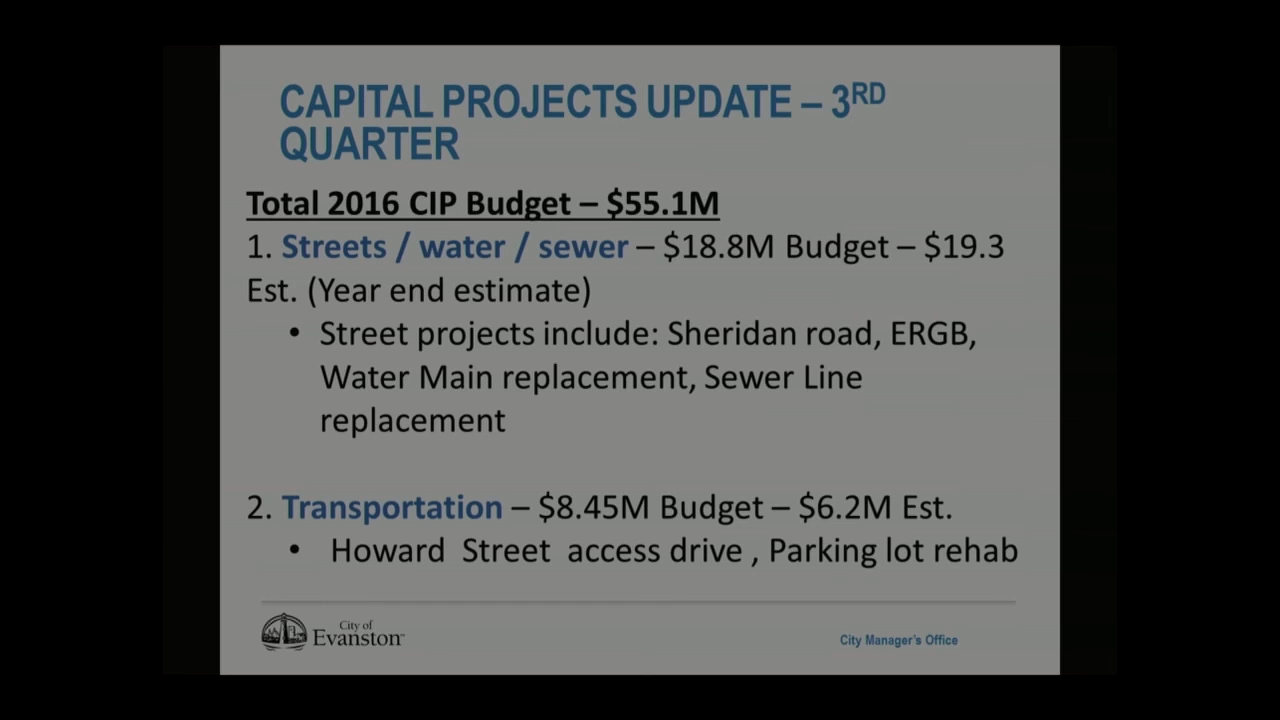 CAPITAL PROJECTS UPDATE – 3RD
QUARTER
Total 2016 CIP Budget – $55.1M
1. Streets / water / sewer – $18.8M Budget – $19.3
Est. (Year end estimate)
• Street projects include: Sheridan road, ERGB,
Water Main replacement, Sewer Line
replacement
2. Transportation – $8.45M Budget – $6.2M Est.
• Howard Street access drive , Parking lot rehab
City of
Evanston™
City Manager's Office